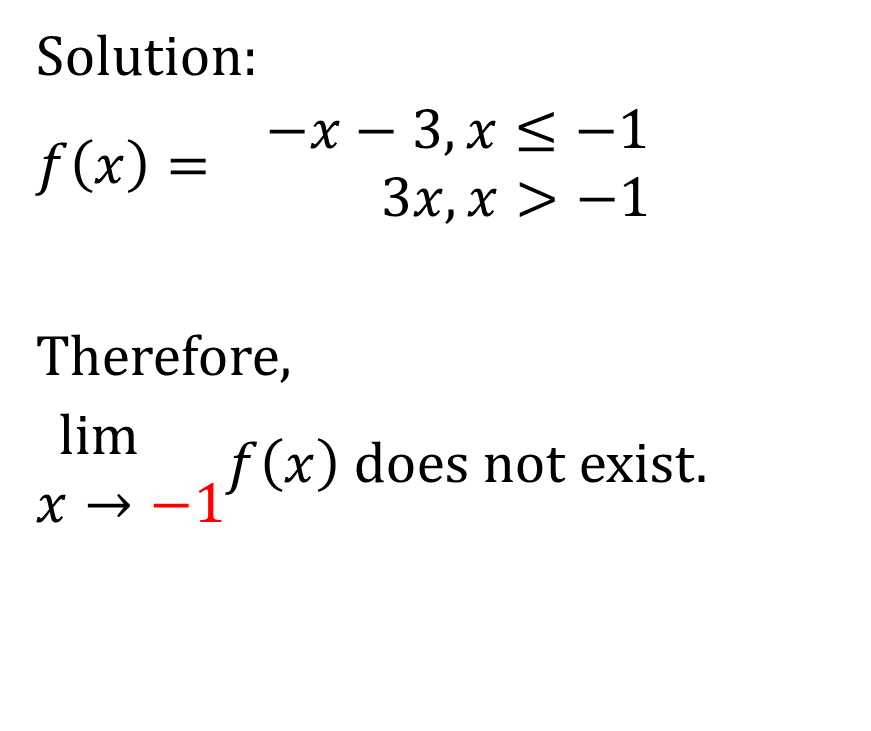 Solution:
−x − 3, x ≤ −1
f(x) =
3x, x > −1
Therefore,
lim
f(x) does not exist.
x → −1